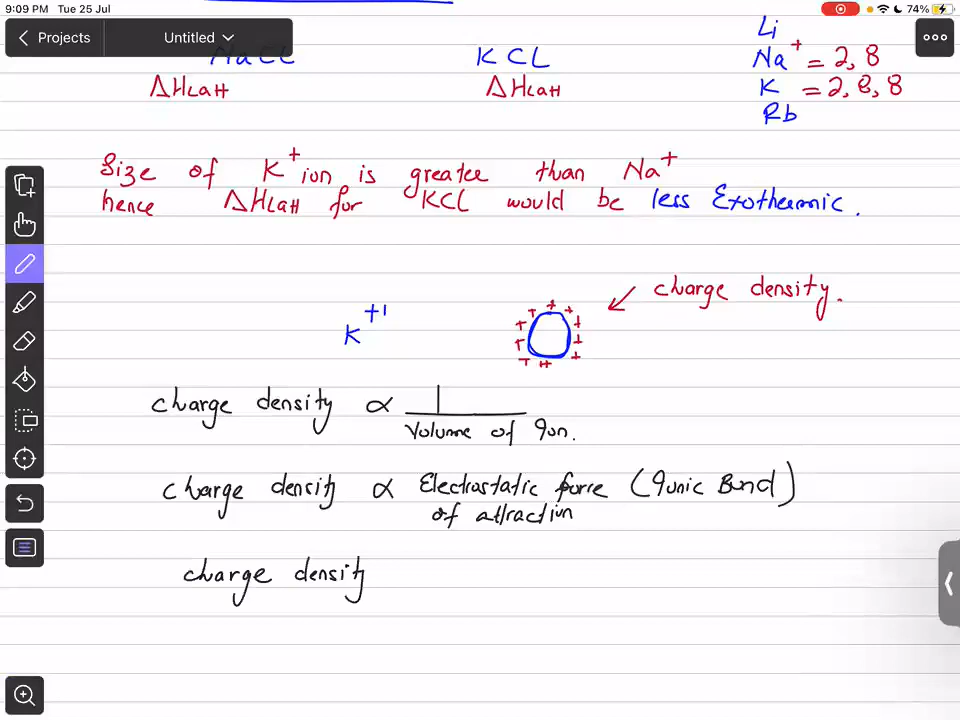 9:09 PM Tue 25 Jul 74%
Projects Untitled
Li
NaCL KCL Na+ = 2, 8
ΔHLatt ΔHLatt K = 2, 8, 8
Rb
Size of K+ ion is greater than Na+
hence ΔHLatt for KCL would be less Exothermic.
charge density.
K+1
charge density ∝ 1
Volume of Ion.
charge density ∝ Electrostatic force (Ionic Bond)
of attraction
charge density